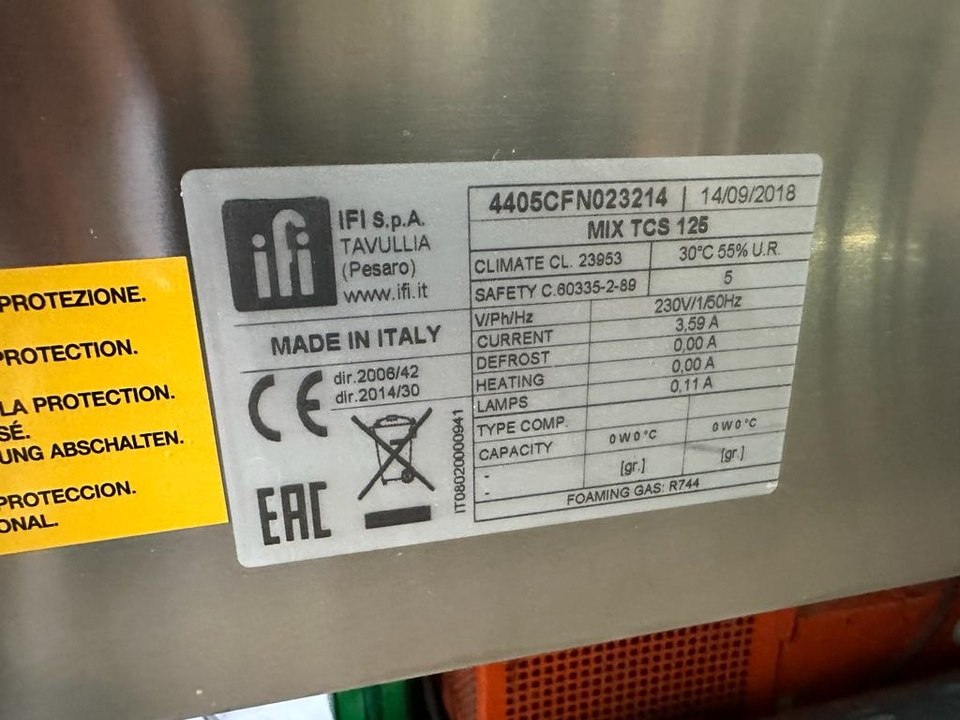 PROTEZIONE.
PROTECTION.
LA PROTECTION.
SÉ.
UNG ABSCHALTEN.
PROTECCION.
ONAL.
ifi
IFI S.p.A.
TAVULLIA
(Pesaro)
www.ifi.it
MADE IN ITALY
CE dir.2006/42
dir.2014/30
EAC
IT08020000941
4405CFN023214 | 14/09/2018
MIX TCS 125
CLIMATE CL. 23953 30°C 55% U.R.
SAFETY C.60335-2-89 5
V/Ph/Hz 230V/1/50Hz
CURRENT 3,59 A
DEFROST 0,00 A
HEATING 0,00 A
LAMPS 0,11 A
TYPE COMP.
CAPACITY 0 W 0 °C 0 W 0 °C
- [gr.] [gr.]
-
FOAMING GAS: R744